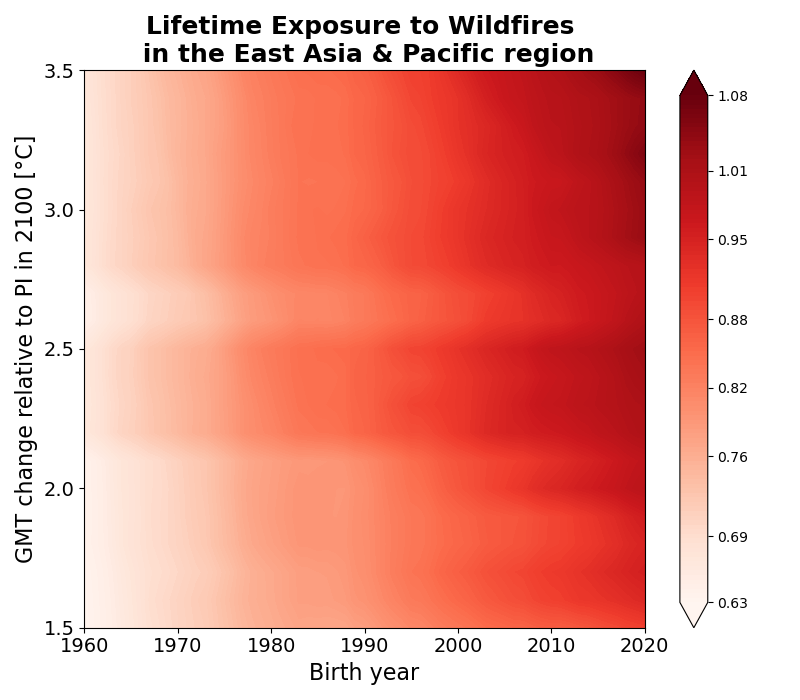 Lifetime Exposure to Wildfires
in the East Asia & Pacific region
GMT change relative to PI in 2100 [°C]
3.5
3.0
2.5
2.0
1.5
1960 1970 1980 1990 2000 2010 2020
Birth year
1.08
1.01
0.95
0.88
0.82
0.76
0.69
0.63